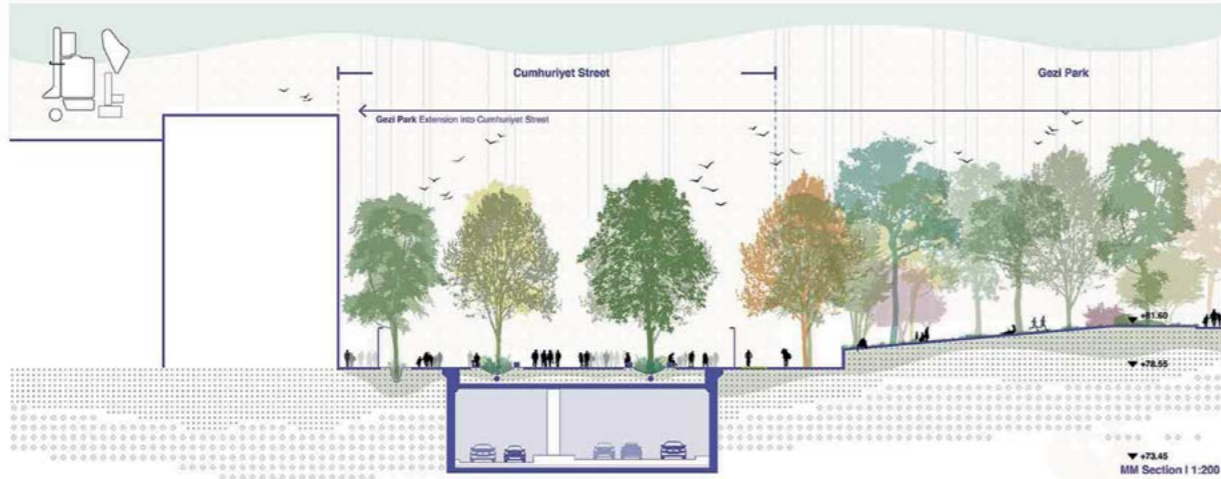 Cumhuriyet Street
Gezi Park
Gezi Park Extension into Cumhuriyet Street
+81.60
+78.55
+73.45
MM Section I 1:200